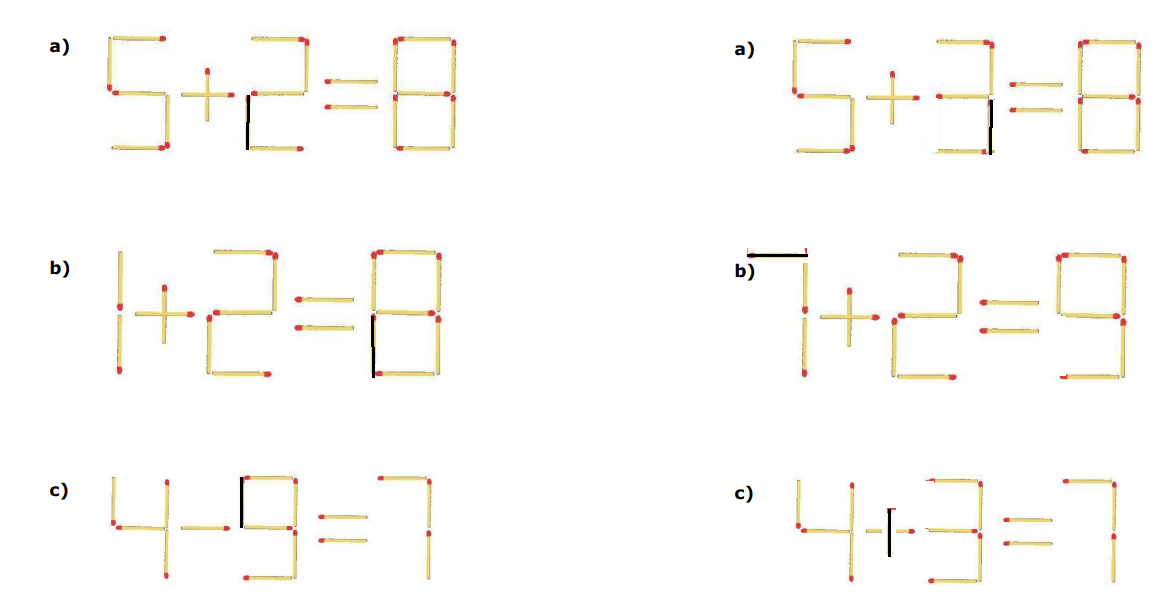 a) 5 + 2 = 8
a) 5 + 3 = 8
b) 1 + 2 = 8
b) 7 + 2 = 9
c) 4 - 9 = 7
c) 4 + 3 = 7